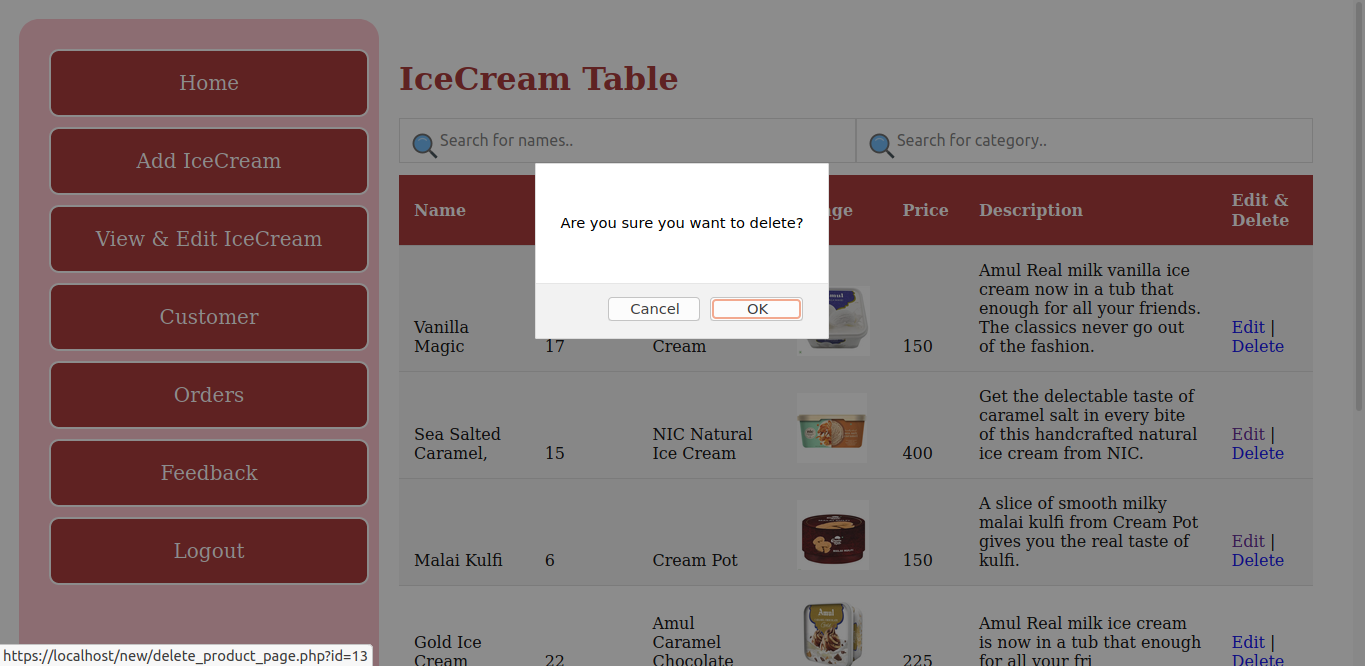 Home
Add IceCream
View & Edit IceCream
Customer
Orders
Feedback
Logout
IceCream Table
Search for names..
Search for category..
Are you sure you want to delete?
Cancel
OK
Name
Price
Description
Edit &
Delete
Vanilla
Magic
17
Cream
150
Amul Real milk vanilla ice
cream now in a tub that
enough for all your friends.
The classics never go out
of the fashion.
Edit |
Delete
Sea Salted
Caramel,
15
NIC Natural
Ice Cream
400
Get the delectable taste of
caramel salt in every bite
of this handcrafted natural
ice cream from NIC.
Edit |
Delete
Malai Kulfi
6
Cream Pot
150
A slice of smooth milky
malai kulfi from Cream Pot
gives you the real taste of
kulfi.
Edit |
Delete
Gold Ice
Cream
22
Amul
Caramel
Chocolate
Amul
225
Amul Real milk ice cream
is now in a tub that enough
for all your fri
Edit |
Delete
https://localhost/new/delete_product_page.php?id=13